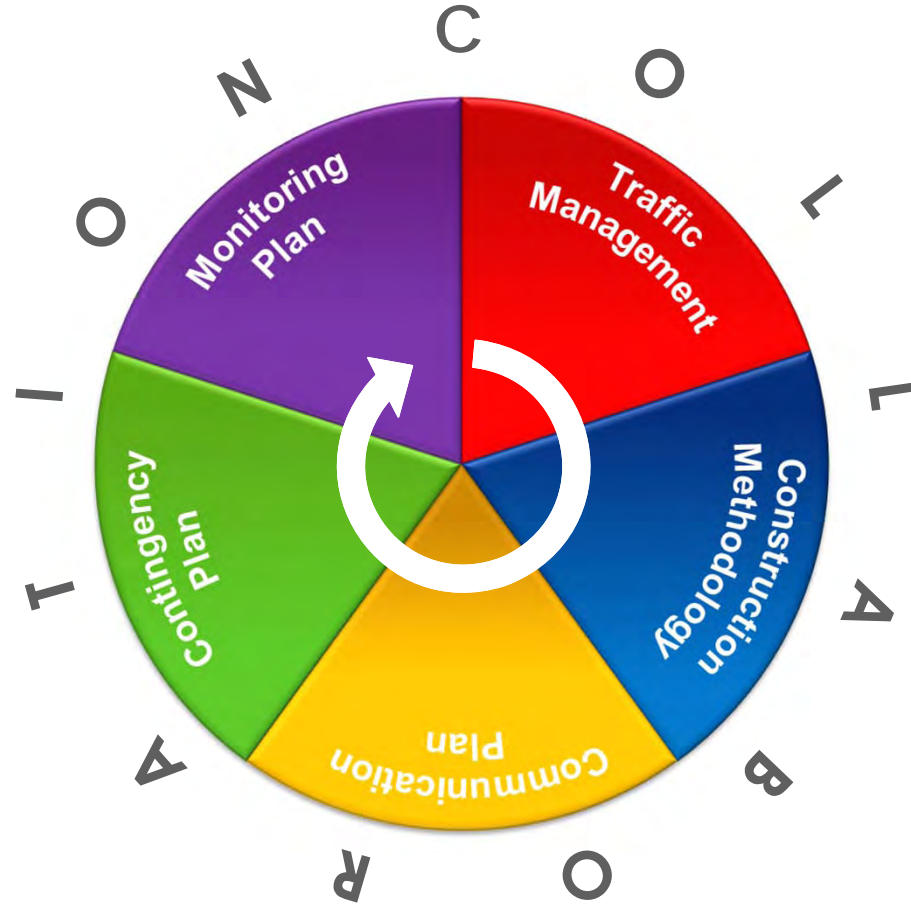 COLLABORATION
Traffic
Management
Construction
Methodology
Communication
Plan
Contingency
Plan
Monitoring
Plan